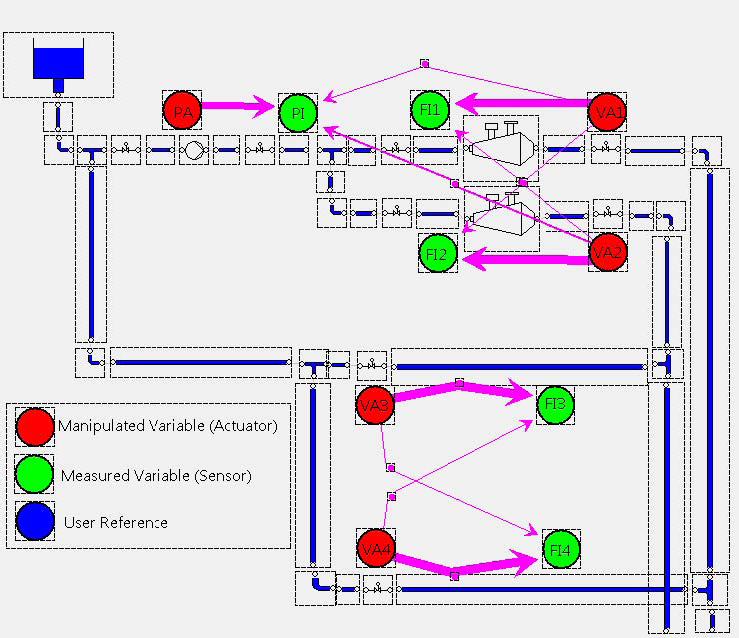 PA
PI
FI1
VA1
FI2
VA2
VA3
FI3
Manipulated Variable (Actuator)
Measured Variable (Sensor)
User Reference
VA4
FI4